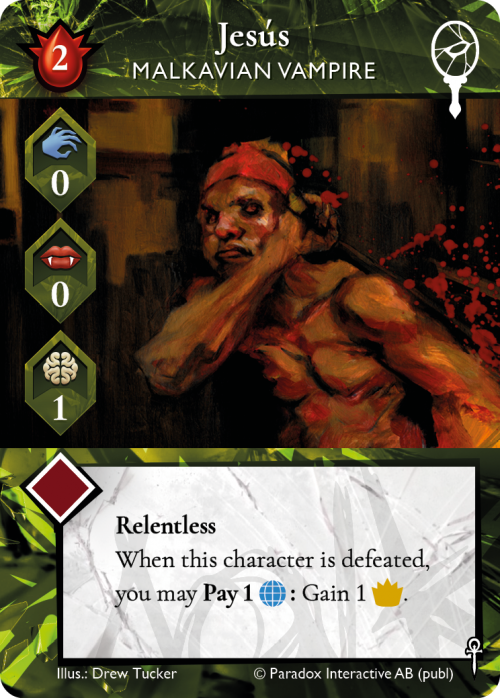 2
Jesús
MALKAVIAN VAMPIRE
0
0
1
Relentless
When this character is defeated,
you may Pay 1 : Gain 1 .
Illus.: Drew Tucker
© Paradox Interactive AB (publ)